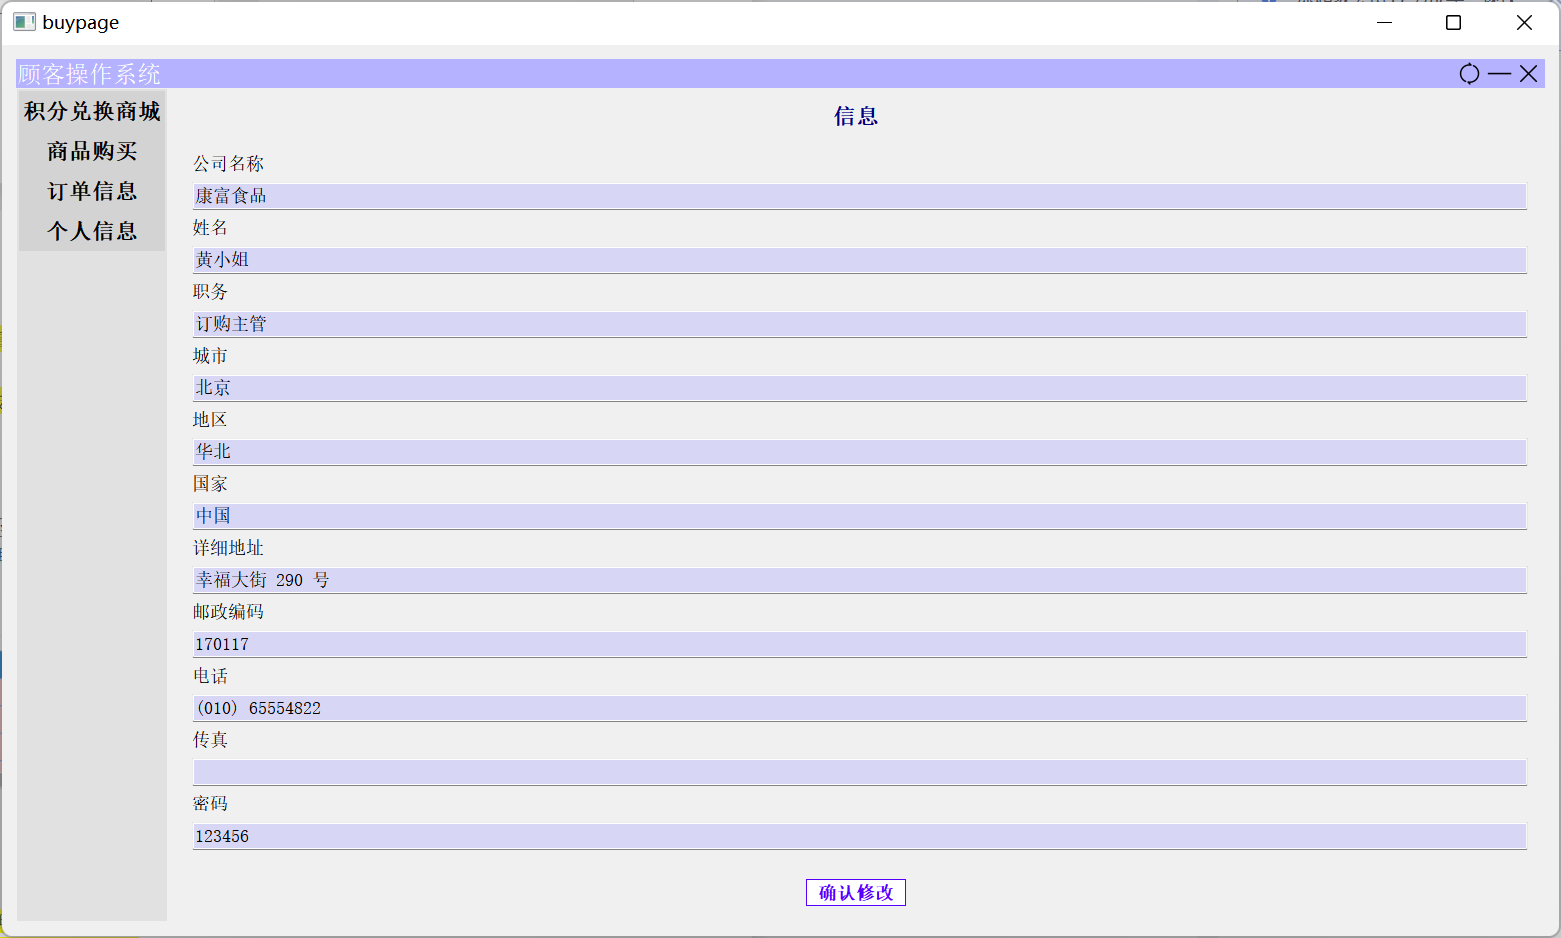 buypage
顾客操作系统
积分兑换商城
商品购买
订单信息
个人信息
信息
公司名称
康富食品
姓名
黄小姐
职务
订购主管
城市
北京
地区
华北
国家
中国
详细地址
幸福大街 290 号
邮政编码
170117
电话
(010) 65554822
传真
密码
123456
确认修改